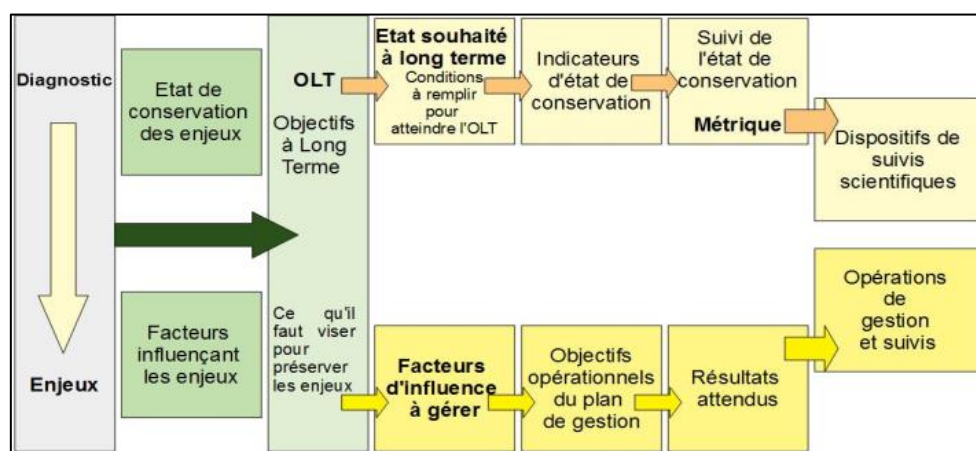 Diagnostic
Enjeux
Etat de
conservation
des enjeux
Facteurs
influençant
les enjeux
OLT
Objectifs
à Long
Terme
Ce qu'il
faut viser
pour
préserver
les enjeux
Etat souhaité
à long terme
Conditions
à remplir
pour
atteindre l'OLT
Indicateurs
d'état de
conservation
Suivi de
l'état de
conservation
Métrique
Dispositifs de
suivis
scientifiques
Facteurs
d'influence
à gérer
Objectifs
opérationnels
du plan
de gestion
Résultats
attendus
Opérations
de
gestion
et suivis